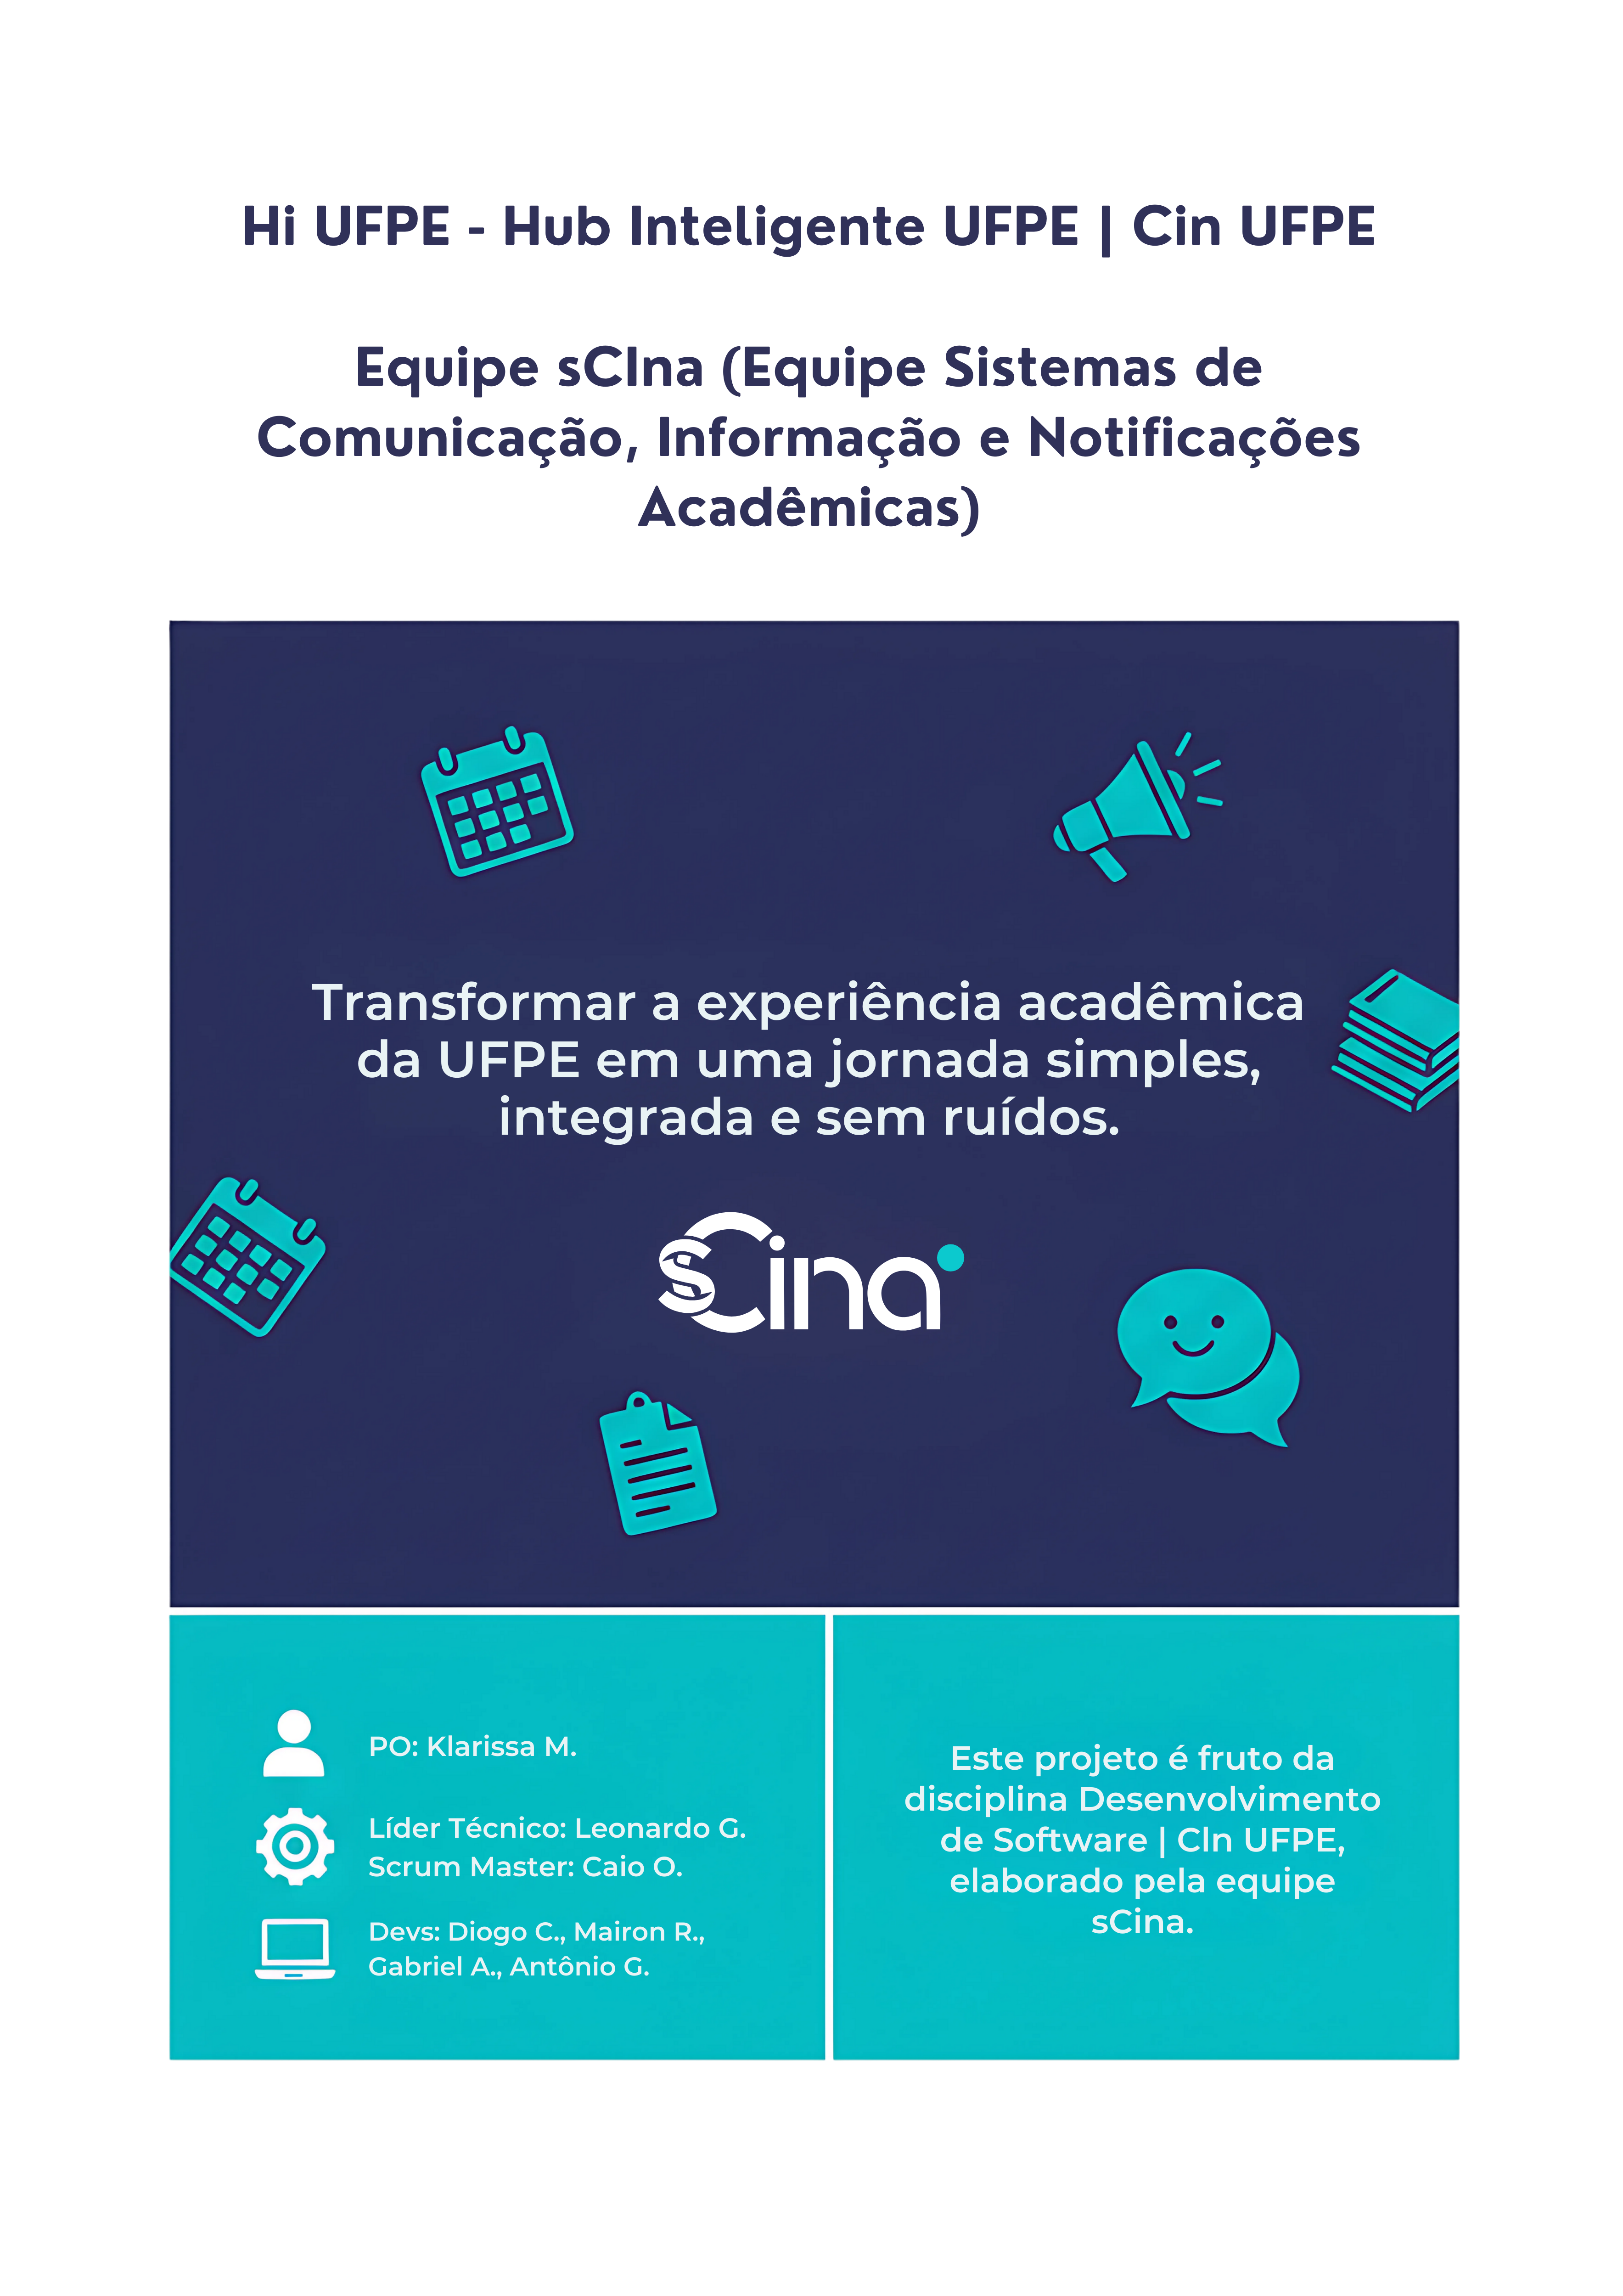 Hi UFPE - Hub Inteligente UFPE | Cin UFPE
Equipe sCIna (Equipe Sistemas de
Comunicação, Informação e Notificações
Acadêmicas)
Transformar a experiência acadêmica
da UFPE em uma jornada simples,
integrada e sem ruídos.
sCina
PO: Klarissa M.
Líder Técnico: Leonardo G.
Scrum Master: Caio O.
Devs: Diogo C., Mairon R.,
Gabriel A., Antônio G.
Este projeto é fruto da
disciplina Desenvolvimento
de Software | CIn UFPE,
elaborado pela equipe
sCina.